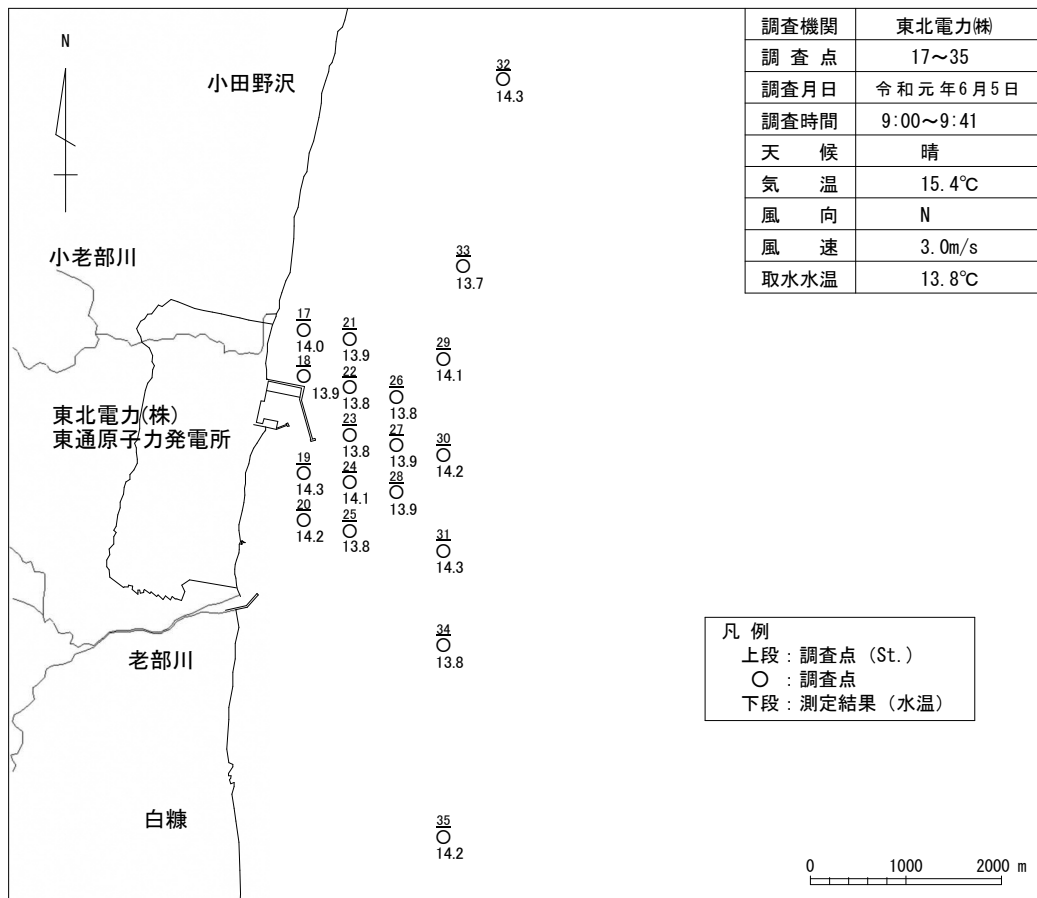 調査機関 東北電力㈱
調査点 17～35
調査月日 令和元年6月5日
調査時間 9:00～9:41
天候 晴
気温 15.4℃
風向 N
風速 3.0m/s
取水水温 13.8℃
N
小田野沢
32
14.3
小老部川
33
13.7
17
14.0
21
13.9
29
14.1
18
13.9
22
13.8
26
13.8
東北電力(株)
東通原子力発電所
23
13.8
27
13.9
30
14.2
19
14.3
24
14.1
28
13.9
20
14.2
25
13.8
31
14.3
34
13.8
老部川
凡 例
上段：調査点（St.）
○ ：調査点
下段：測定結果（水温）
白糠
35
14.2
0 1000 2000 m